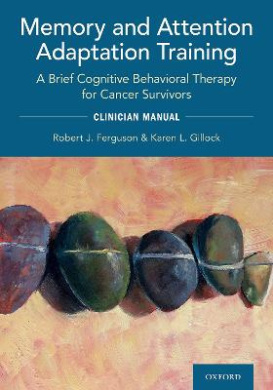 Memory and Attention
Adaptation Training
A Brief Cognitive Behavioral Therapy
for Cancer Survivors
CLINICIAN MANUAL
Robert J. Ferguson & Karen L. Gillock
OXFORD